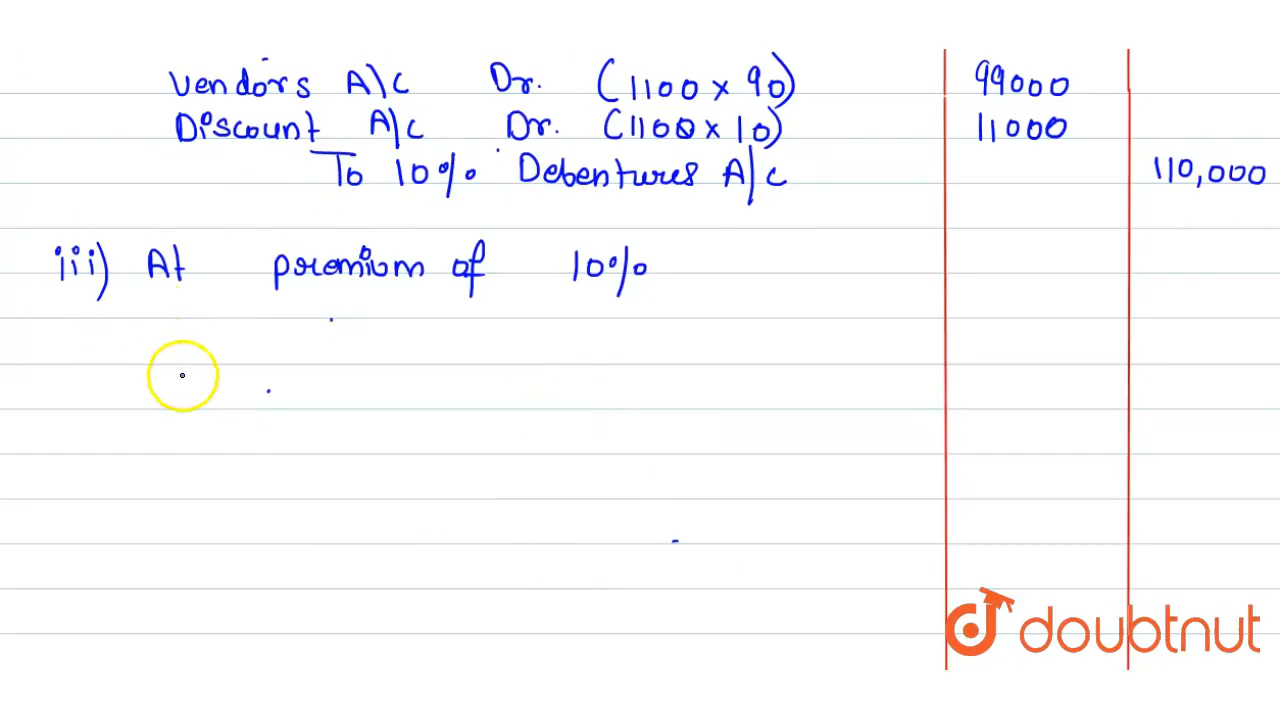 Vendors A/c Dr. (1100 x 90) 99000
Discount A/c Dr. (1100 x 10) 11000
To 10% Debentures A/c 110,000
iii) At premium of 10%
doubtnut